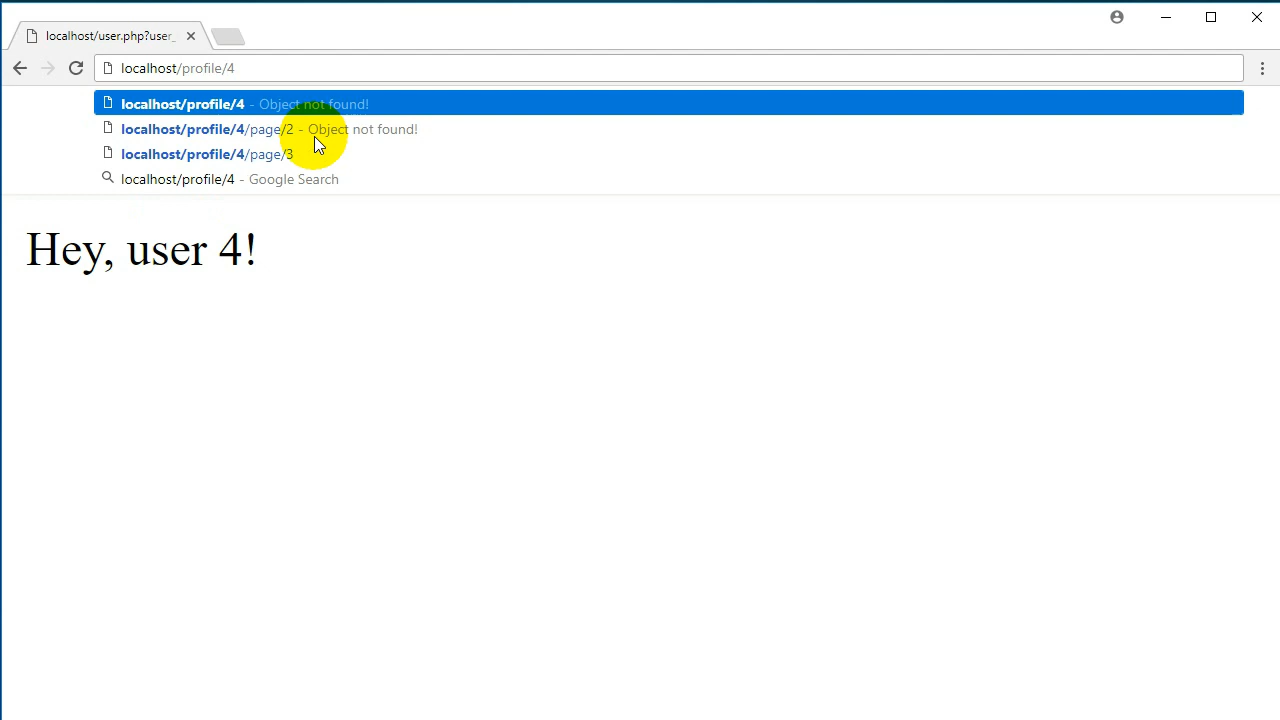 localhost/user.php?user_
localhost/profile/4
localhost/profile/4 - Object not found!
localhost/profile/4/page/2 - Object not found!
localhost/profile/4/page/3
localhost/profile/4 - Google Search
Hey, user 4!